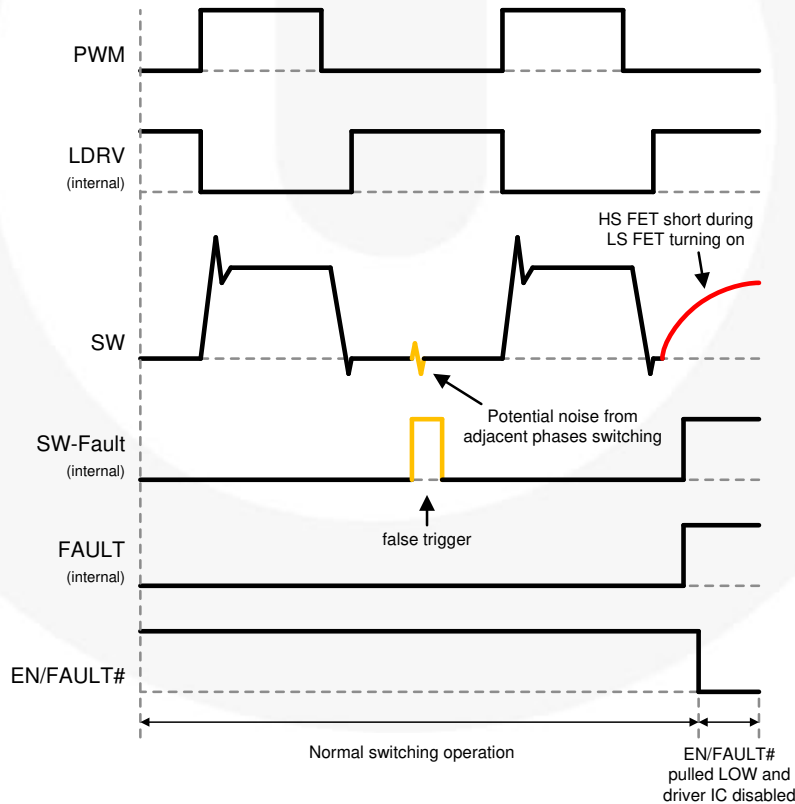 PWM
LDRV
(internal)
HS FET short during
LS FET turning on
SW
Potential noise from
adjacent phases switching
SW-Fault
(internal)
false trigger
FAULT
(internal)
EN/FAULT#
Normal switching operation
EN/FAULT#
pulled LOW and
driver IC disabled